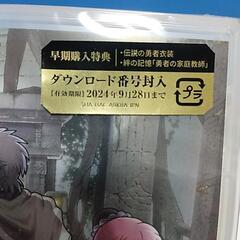 早期購入特典
・伝説の勇者衣装
・絆の記憶「勇者の家庭教師」
ダウンロード番号封入
【有効期限】2024年9月28日まで
プラ